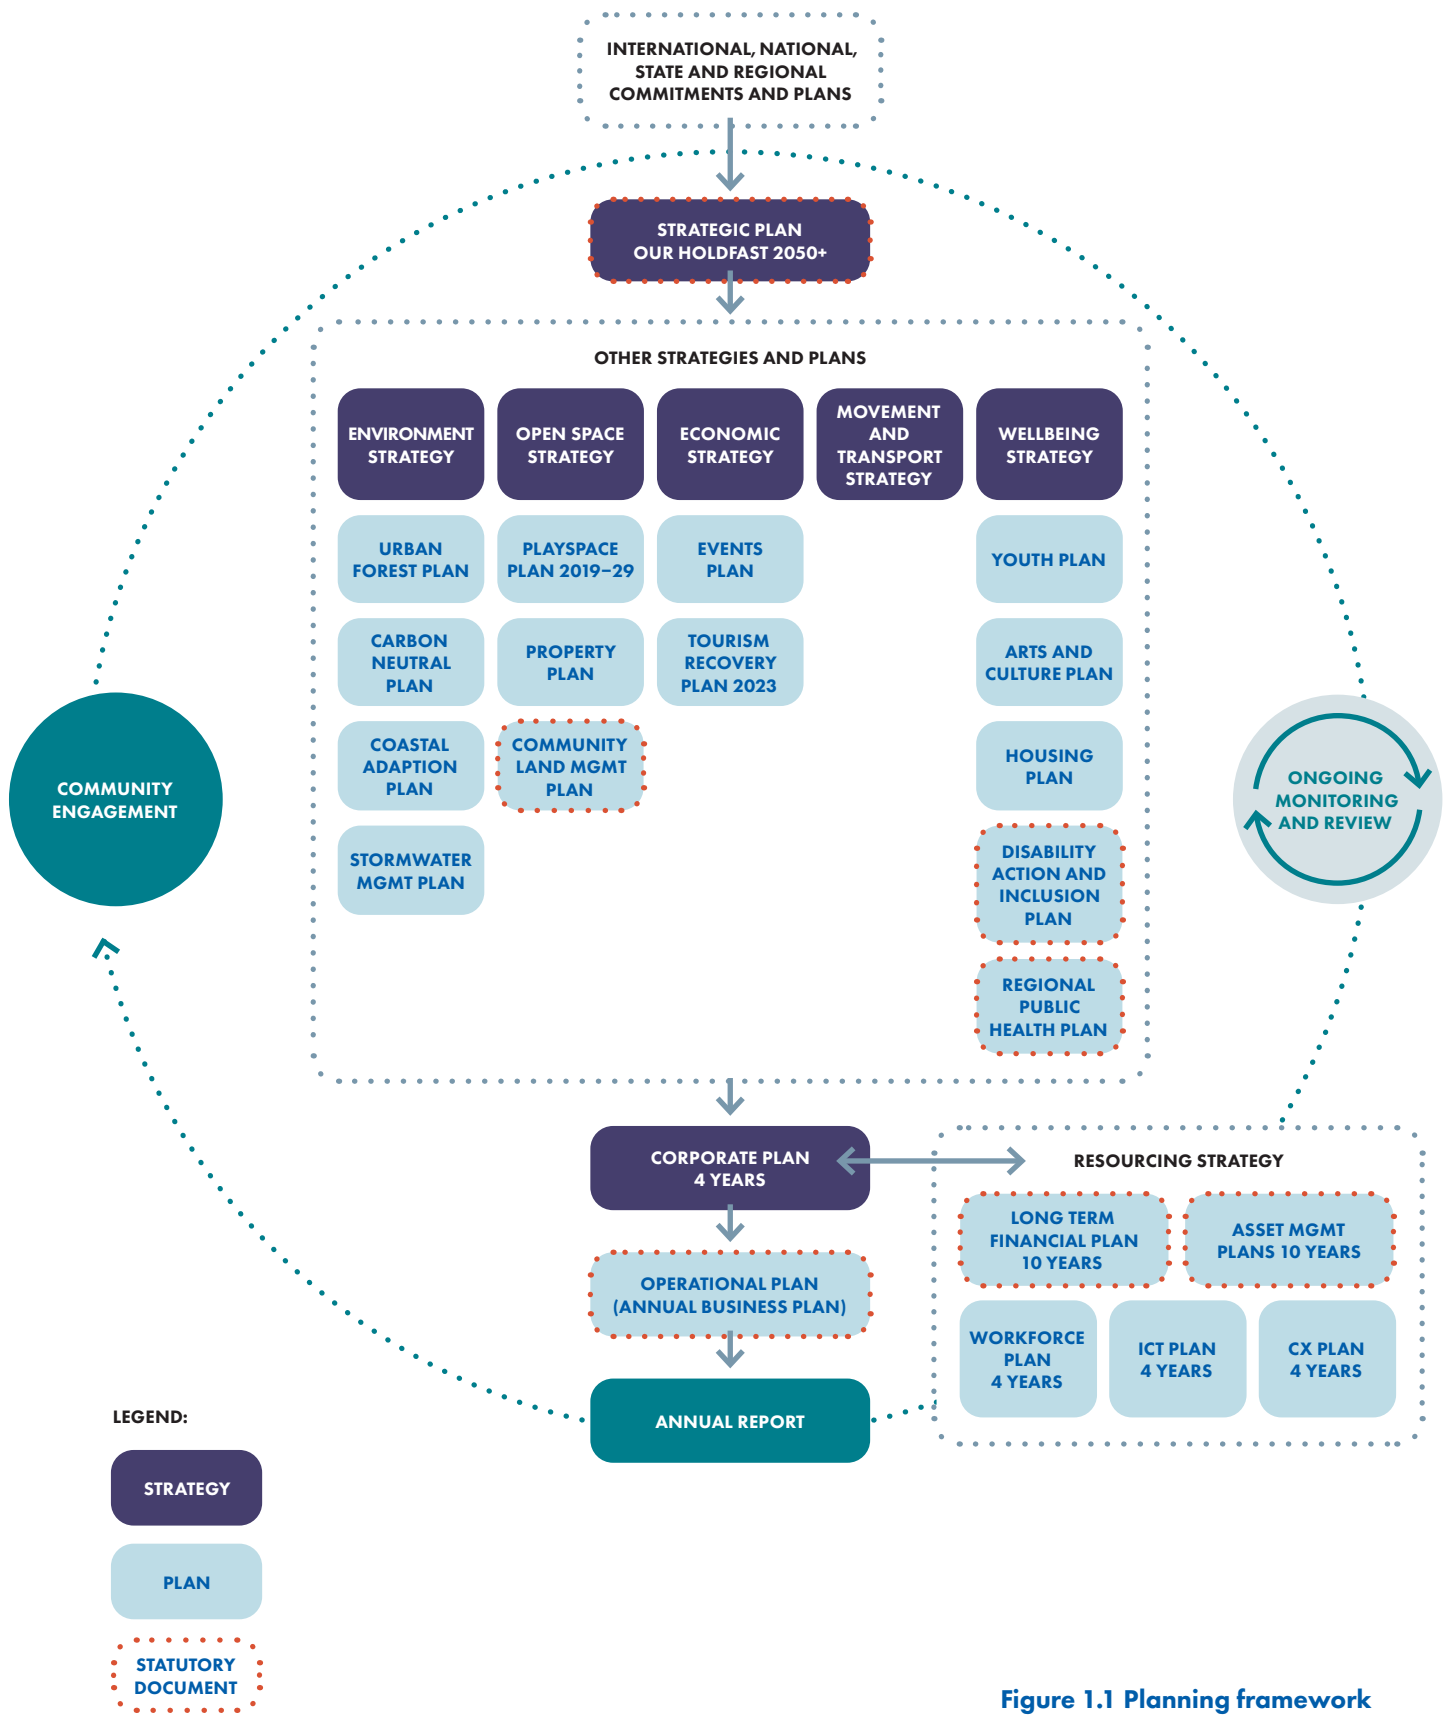 INTERNATIONAL, NATIONAL,
STATE AND REGIONAL
COMMITMENTS AND PLANS
STRATEGIC PLAN
OUR HOLDFAST 2050+
OTHER STRATEGIES AND PLANS
ENVIRONMENT
STRATEGY
OPEN SPACE
STRATEGY
ECONOMIC
STRATEGY
MOVEMENT
AND
TRANSPORT
STRATEGY
WELLBEING
STRATEGY
URBAN
FOREST PLAN
CARBON
NEUTRAL
PLAN
COASTAL
ADAPTION
PLAN
STORMWATER
MGMT PLAN
PLAYSPACE
PLAN 2019–29
PROPERTY
PLAN
COMMUNITY
LAND MGMT
PLAN
EVENTS
PLAN
TOURISM
RECOVERY
PLAN 2023
YOUTH PLAN
ARTS AND
CULTURE PLAN
HOUSING
PLAN
DISABILITY
ACTION AND
INCLUSION
PLAN
REGIONAL
PUBLIC
HEALTH PLAN
COMMUNITY
ENGAGEMENT
ONGOING
MONITORING
AND REVIEW
CORPORATE PLAN
4 YEARS
OPERATIONAL PLAN
(ANNUAL BUSINESS PLAN)
ANNUAL REPORT
RESOURCING STRATEGY
LONG TERM
FINANCIAL PLAN
10 YEARS
ASSET MGMT
PLANS 10 YEARS
WORKFORCE
PLAN
4 YEARS
ICT PLAN
4 YEARS
CX PLAN
4 YEARS
LEGEND:
STRATEGY
PLAN
STATUTORY
DOCUMENT
Figure 1.1 Planning framework